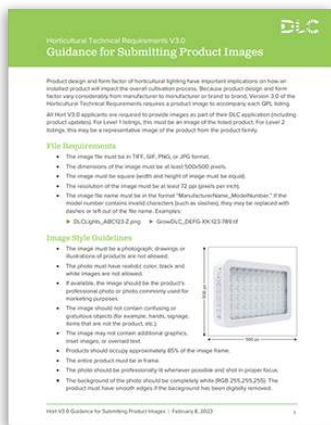 DLC
Horticultural Technical Requirements V3.0
Guidance for Submitting Product Images
Product design and form factor of horticultural lighting have important implications on how an
installed product will impact the overall cultivation process. Because product design and form
factor vary considerably from manufacturer to manufacturer or brand to brand, Version 3.0 of the
Horticultural Technical Requirements requires a product image to accompany each QPL listing.
All Hort V3.0 applicants are required to provide images as part of their DLC application (including
product updates). For Level 1 listings, this must be an image of the listed product. For Level 2
listings, this may be a representative image of the product from the product family.
File Requirements
• The image file must be in TIFF, GIF, PNG, or JPG format.
• The dimensions of the image must be at least 500x500 pixels.
• The image must be square (width and height of image must be equal).
• The resolution of the image must be at least 72 ppi (pixels per inch).
• The image file name must be in the format "ManufacturerName_ModelNumber." If the
model number contains invalid characters (such as slashes), they may be replaced with
dashes or left out of the file name. Examples:
DLCLights_ABC123-Z.png
GrowDLC_DEFG-XX-123-789.tif
Image Style Guidelines
• The image must be a photograph; drawings or
illustrations of products are not allowed.
• The photo must have realistic color; black and
white images are not allowed.
• If available, the image should be the product's
professional photo or photo commonly used for
marketing purposes.
• The image should not contain confusing or
gratuitous objects (for example, hands, signage,
items that are not the product, etc.).
• The image may not contain additional graphics,
inset images, or overlaid text.
• Products should occupy approximately 85% of the image frame.
• The entire product must be in frame.
• The photo should be professionally lit whenever possible and shot in proper focus.
• The background of the photo should be completely white (RGB 255,255,255). The
product must have smooth edges if the background has been digitally removed.
500 px
500 px
Hort V3.0 Guidance for Submitting Product Images | February 8, 2023
1